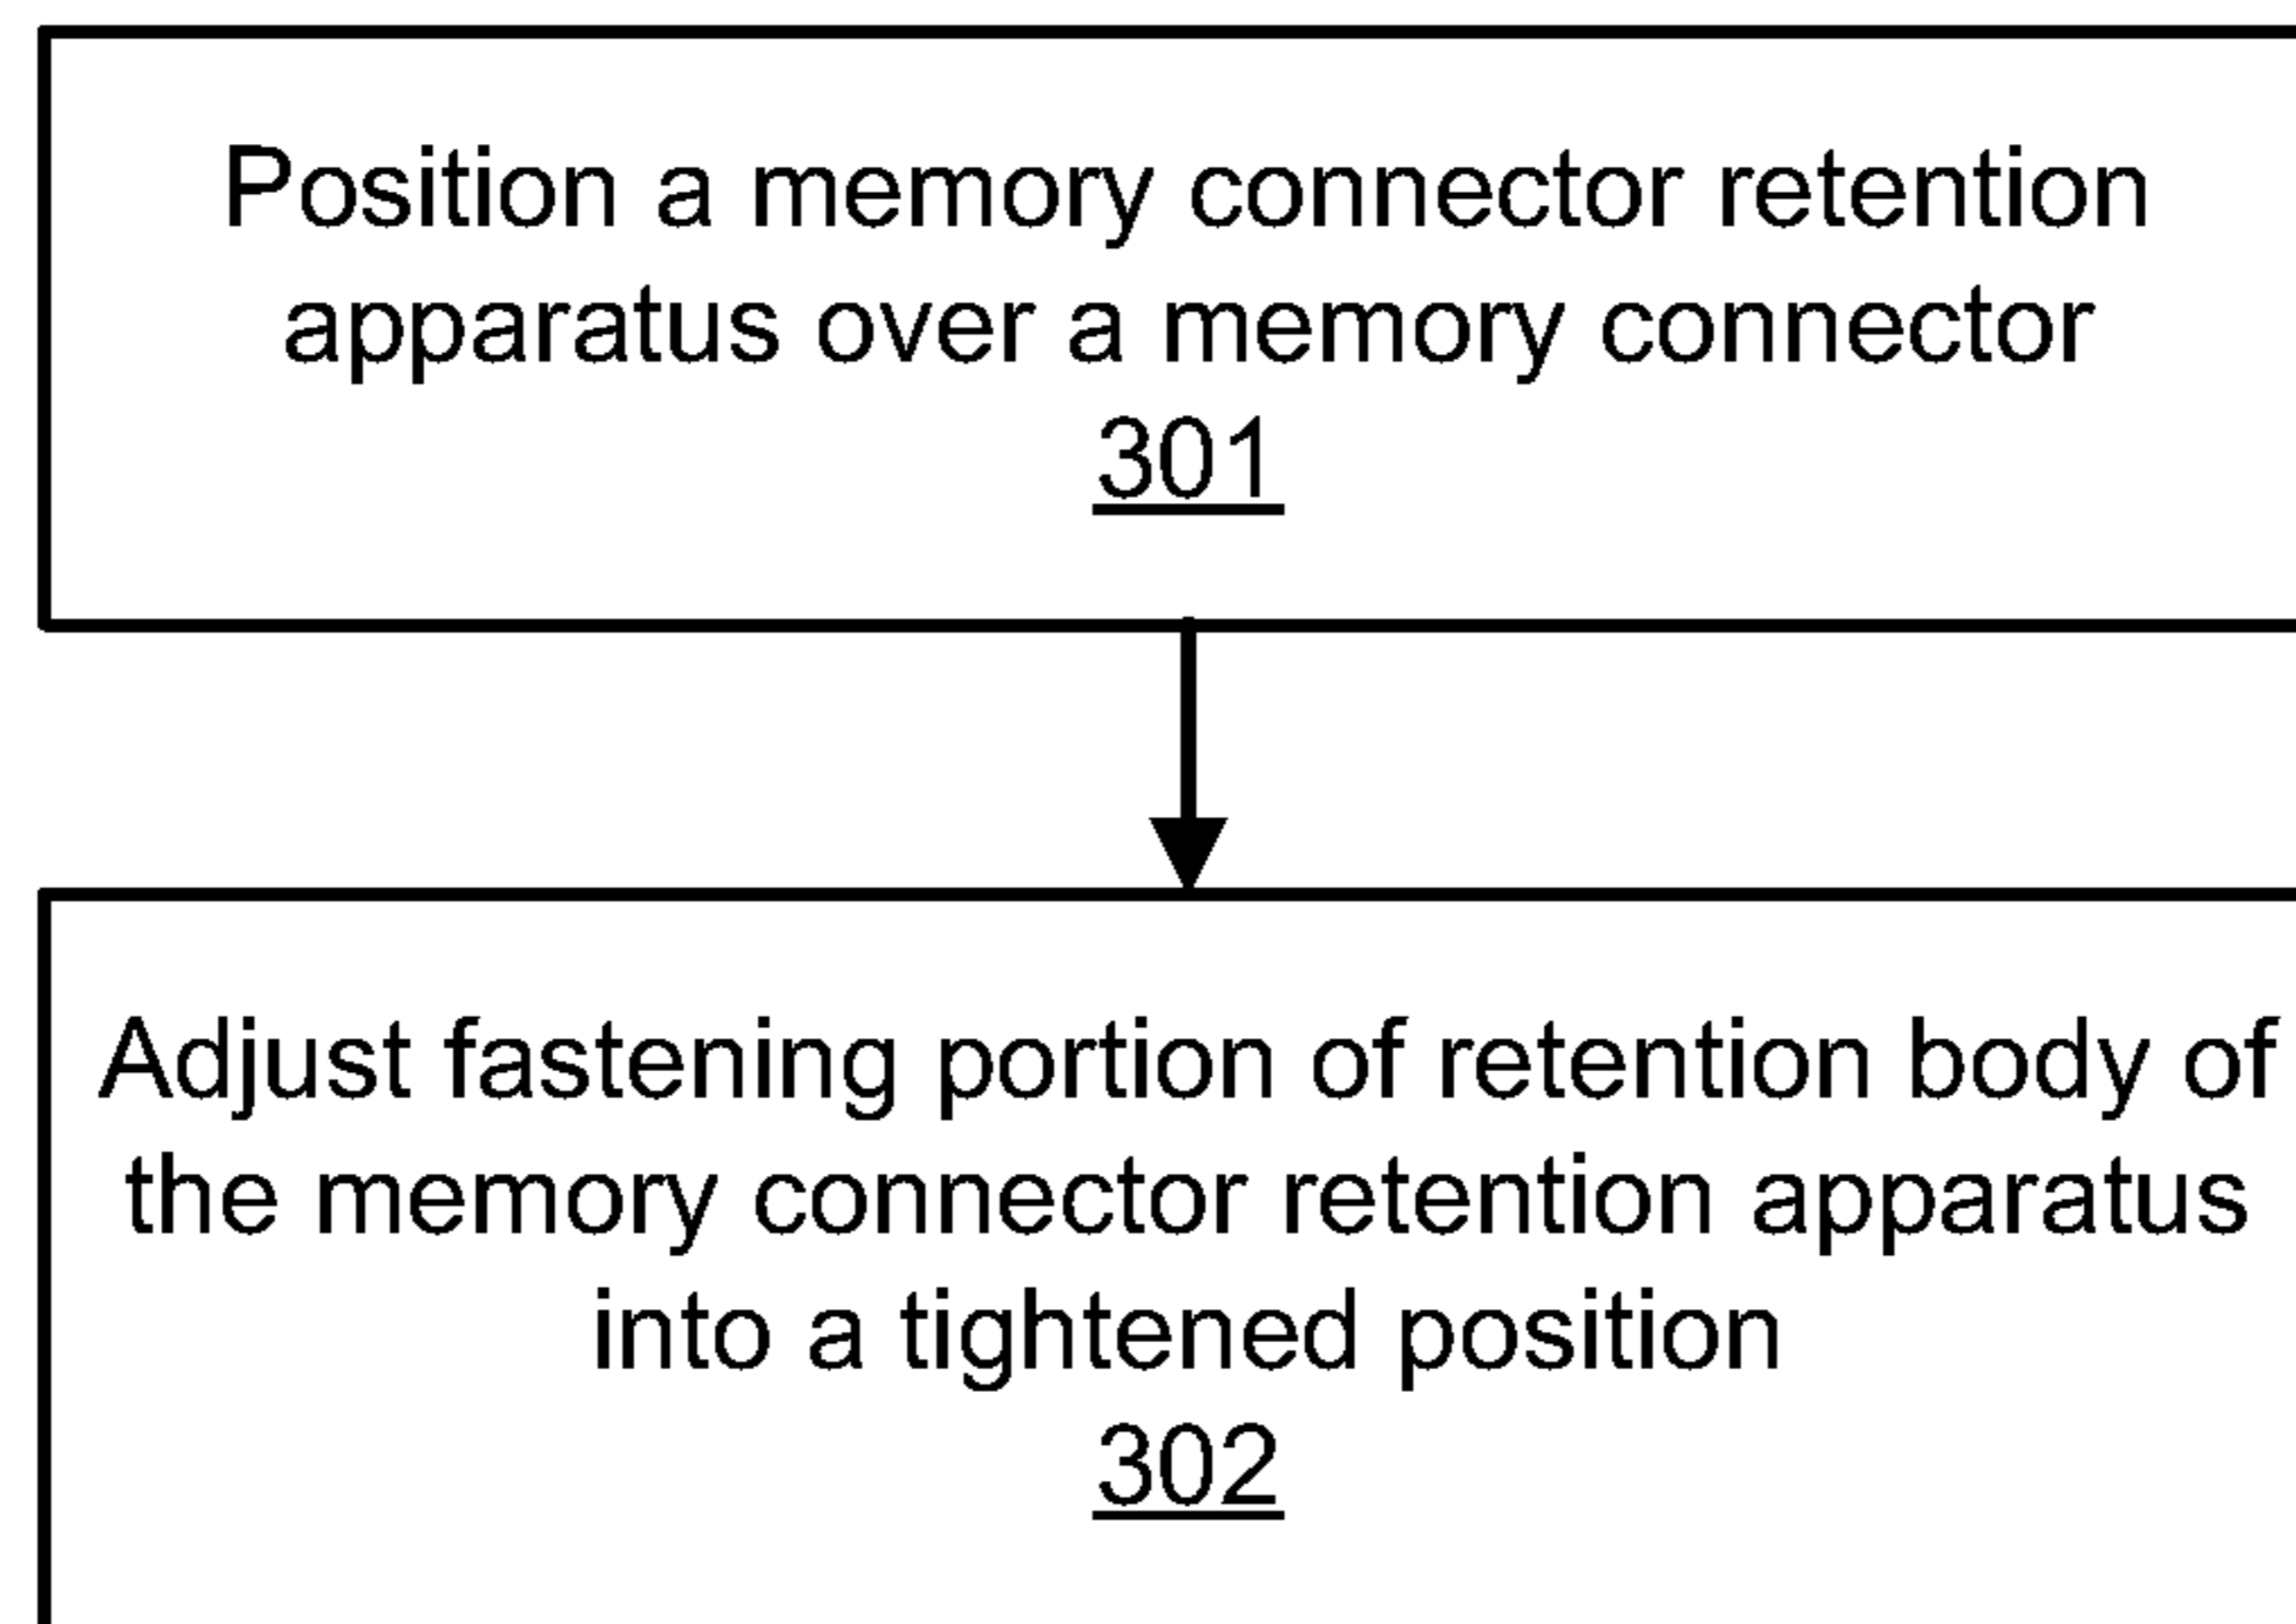 Position a memory connector retention
apparatus over a memory connector
301
Adjust fastening portion of retention body of
the memory connector retention apparatus
into a tightened position
302